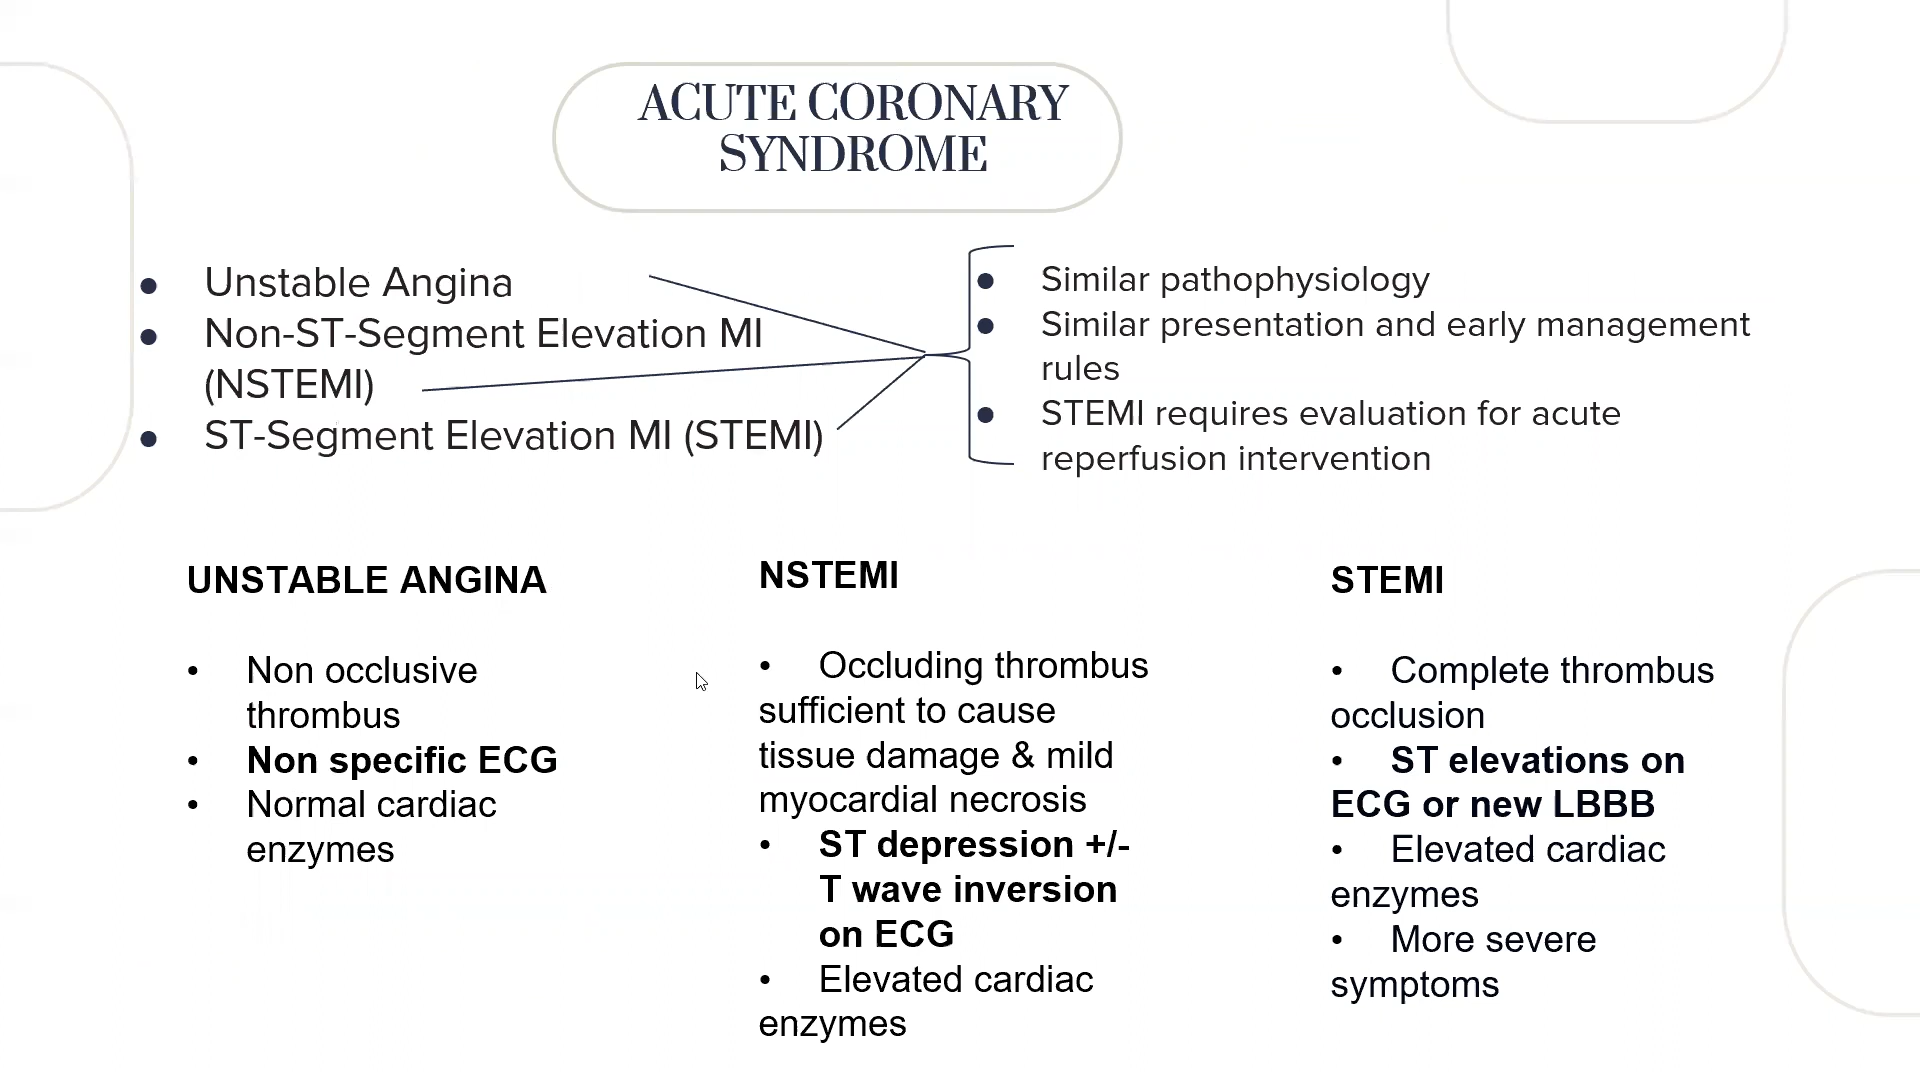 ACUTE CORONARY
SYNDROME
● Unstable Angina
● Non-ST-Segment Elevation MI
(NSTEMI)
● ST-Segment Elevation MI (STEMI)
● Similar pathophysiology
● Similar presentation and early management
rules
● STEMI requires evaluation for acute
reperfusion intervention
UNSTABLE ANGINA
• Non occlusive
thrombus
• Non specific ECG
• Normal cardiac
enzymes
NSTEMI
• Occluding thrombus
sufficient to cause
tissue damage & mild
myocardial necrosis
• ST depression +/-
T wave inversion
on ECG
• Elevated cardiac
enzymes
STEMI
• Complete thrombus
occlusion
• ST elevations on
ECG or new LBBB
• Elevated cardiac
enzymes
• More severe
symptoms